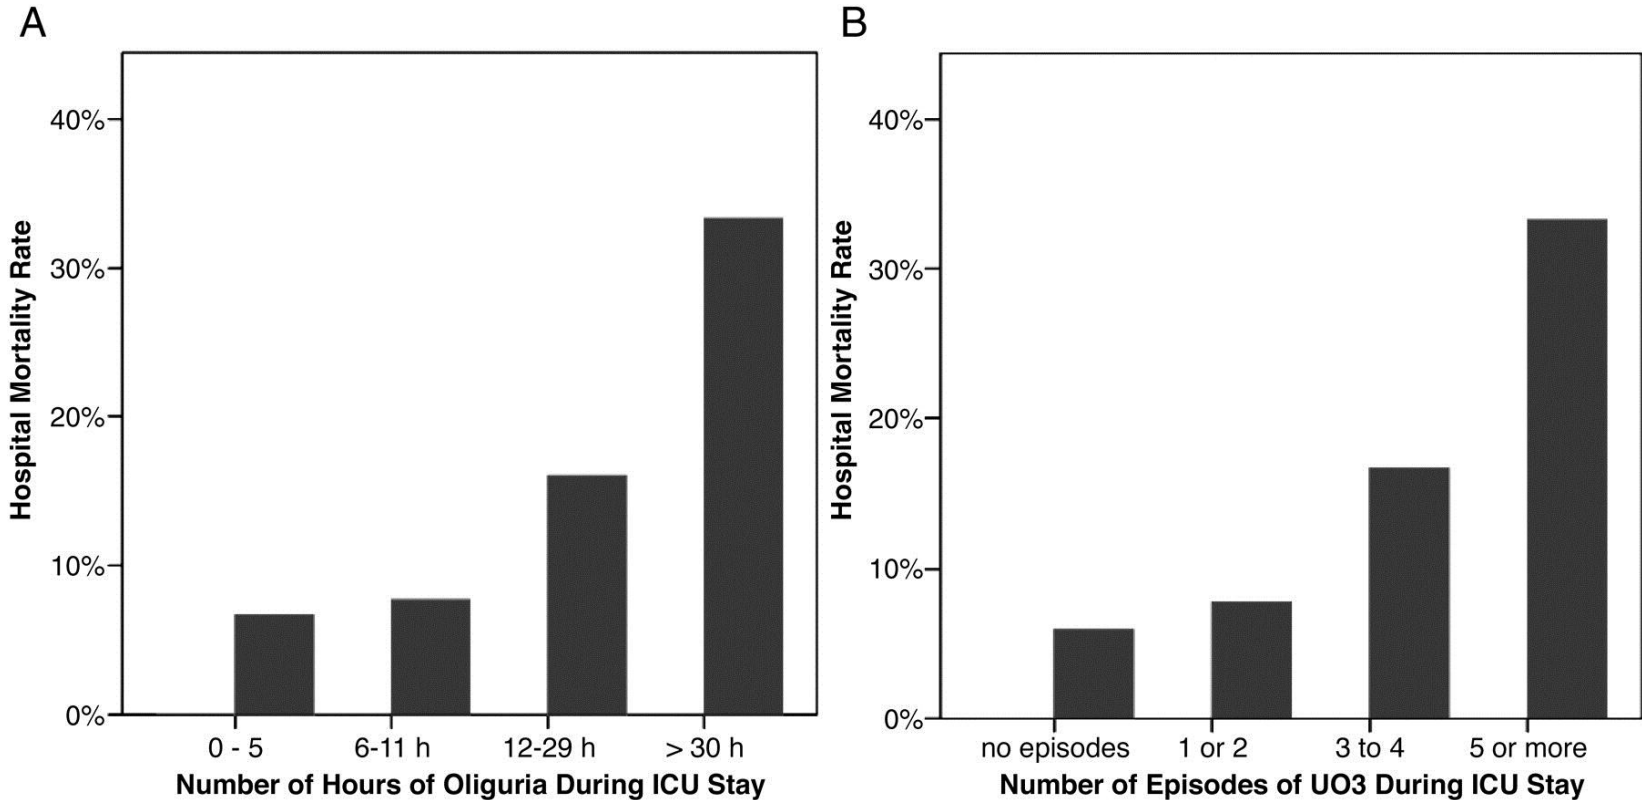 A
Hospital Mortality Rate
40%
30%
20%
10%
0%
0 - 5 6-11 h 12-29 h > 30 h
Number of Hours of Oliguria During ICU Stay
B
Hospital Mortality Rate
40%
30%
20%
10%
0%
no episodes 1 or 2 3 to 4 5 or more
Number of Episodes of UO3 During ICU Stay